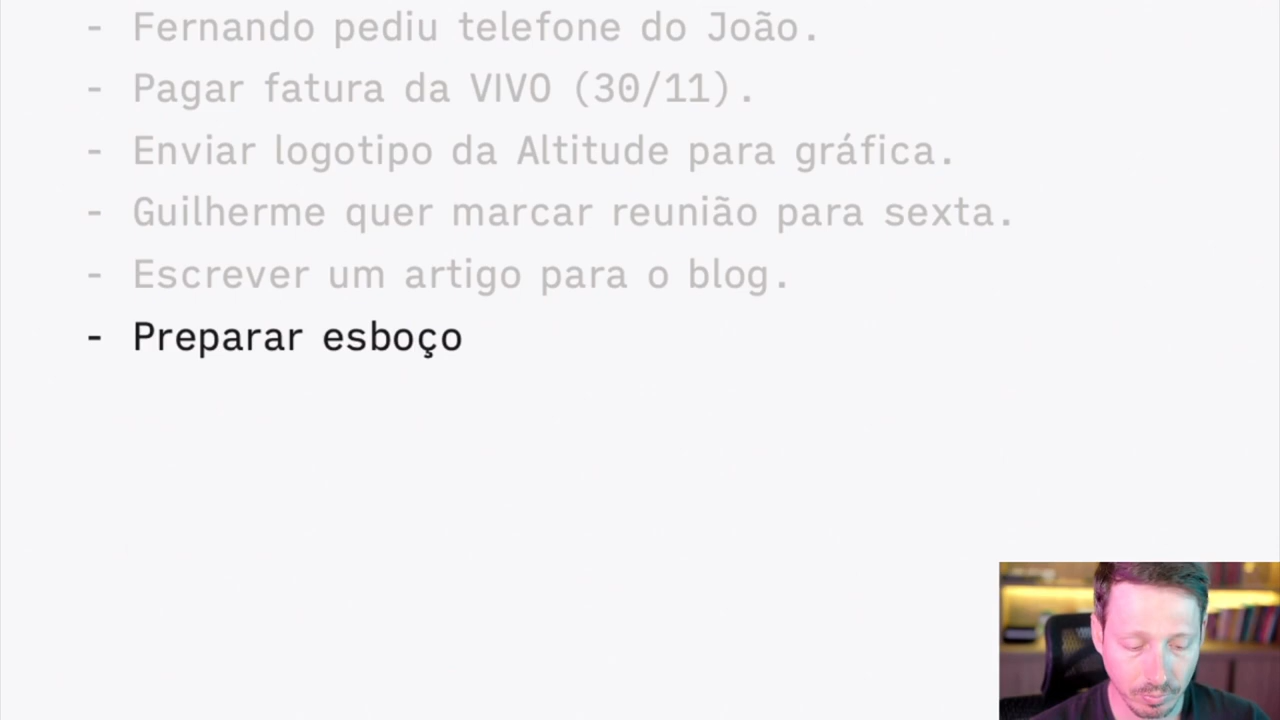 - Fernando pediu telefone do João.
- Pagar fatura da VIVO (30/11).
- Enviar logotipo da Altitude para gráfica.
- Guilherme quer marcar reunião para sexta.
- Escrever um artigo para o blog.
- Preparar esboço